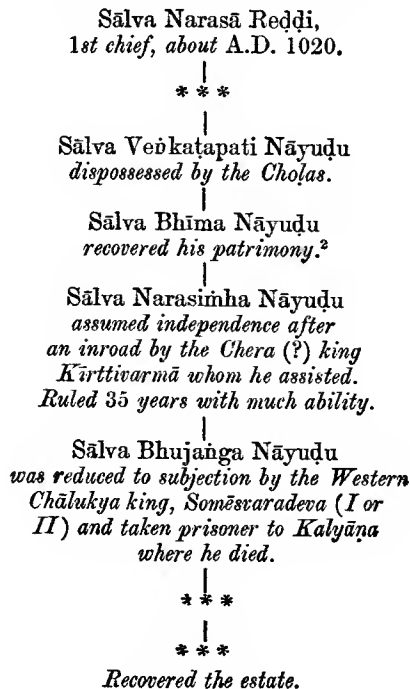 Sālva Narasā Reḍḍi,
1st chief, about A.D. 1020.
* * *
Sālva Veṅkaṭapati Nāyuḍu
dispossessed by the Choḷas.
Sālva Bhīma Nāyuḍu
recovered his patrimony.²
Sālva Narasiṁha Nāyuḍu
assumed independence after
an inroad by the Chera (?) king
Kīrttivarmā whom he assisted.
Ruled 35 years with much ability.
Sālva Bhujaṅga Nāyuḍu
was reduced to subjection by the Western
Chālukya king, Somēsvaradeva (I or
II) and taken prisoner to Kalyāṇa
where he died.
* * *
* * *
Recovered the estate.